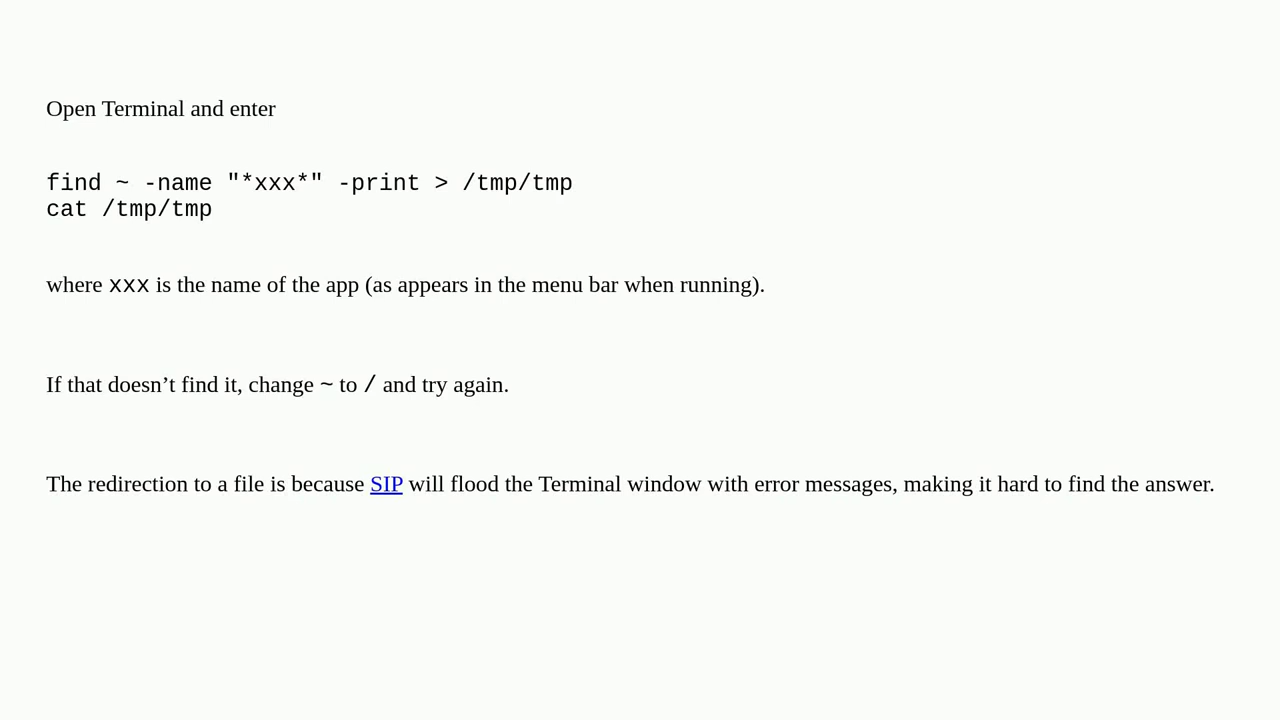 Open Terminal and enter
find ~ -name "*xxx*" -print > /tmp/tmp
cat /tmp/tmp
where xxx is the name of the app (as appears in the menu bar when running).
If that doesn’t find it, change ~ to / and try again.
The redirection to a file is because SIP will flood the Terminal window with error messages, making it hard to find the answer.